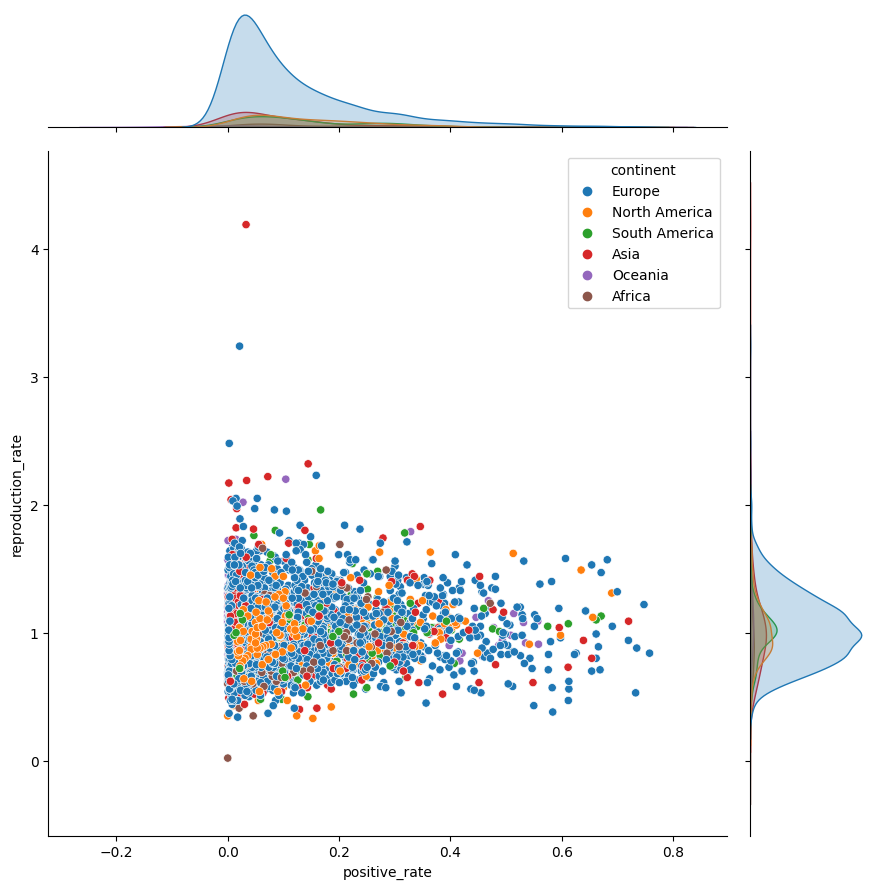 continent
Europe
North America
South America
Asia
Oceania
Africa
4
3
2
1
0
reproduction_rate
−0.2 0.0 0.2 0.4 0.6 0.8
positive_rate